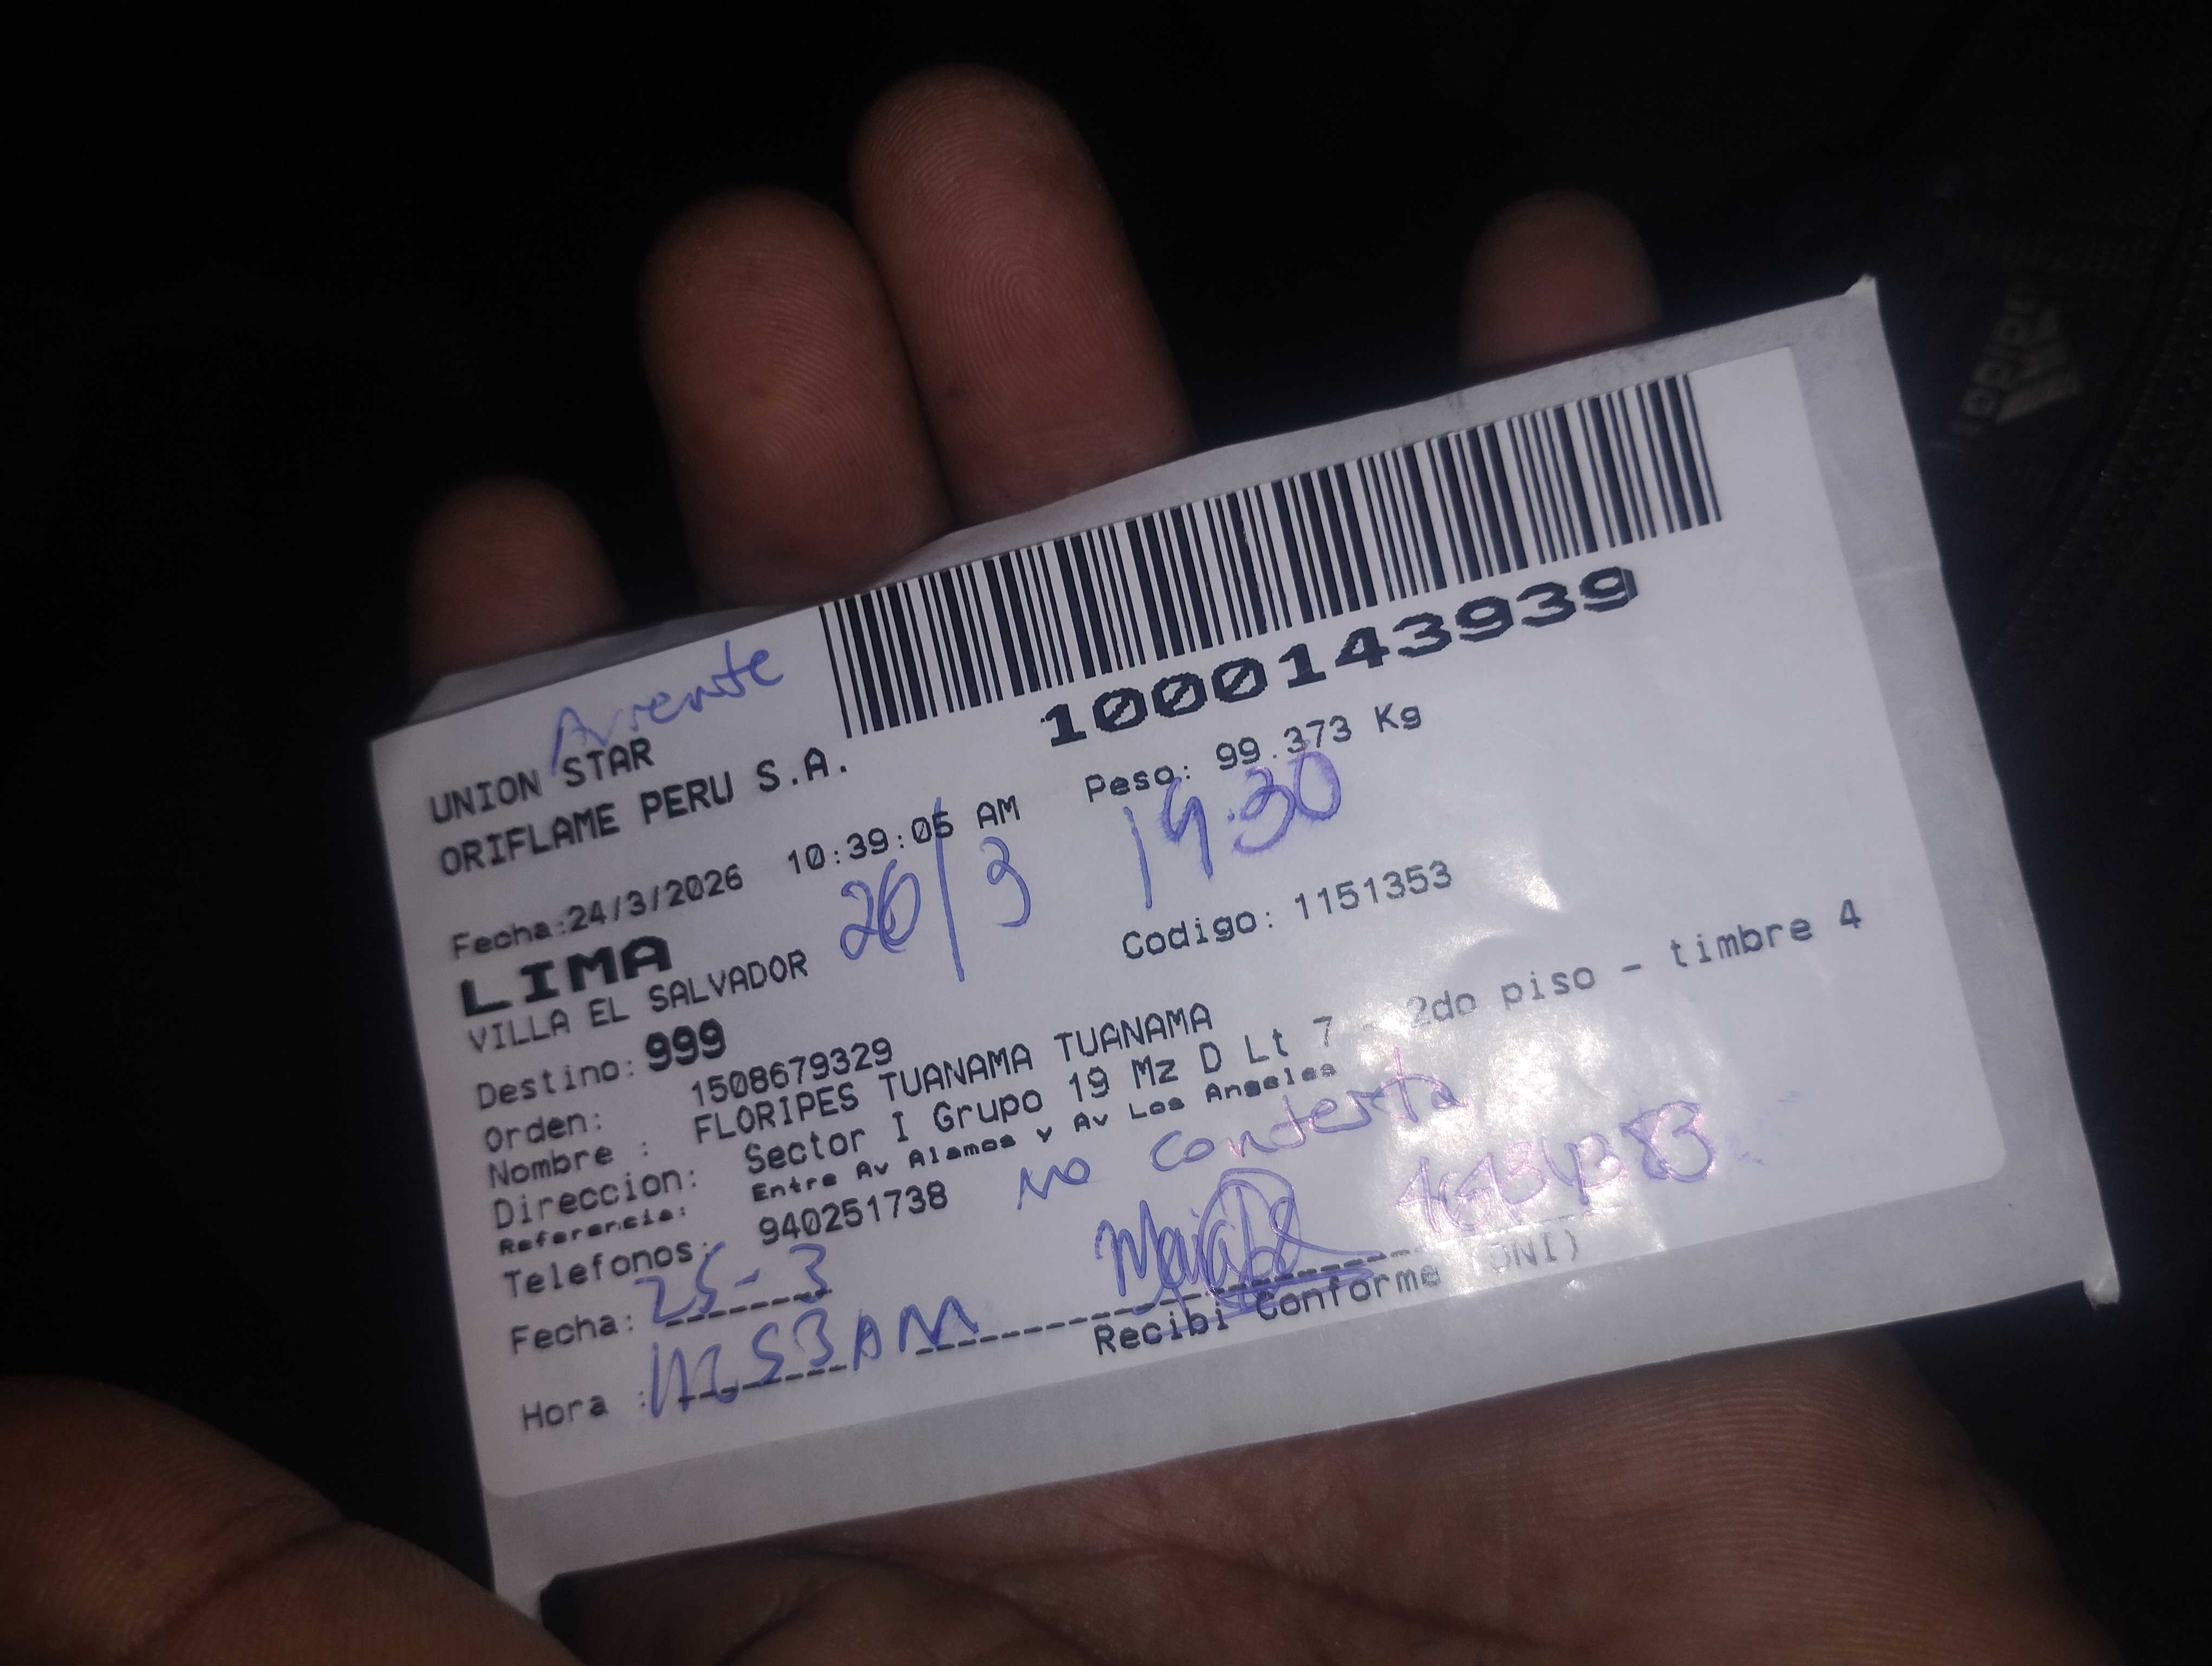 adidas
Ausente
1000143939
UNION STAR
ORIFLAME PERU S.A.
Fecha:24/3/2026 10:39:05 AM Peso: 99.373 Kg
26/3 19:30
LIMA
VILLA EL SALVADOR Codigo: 1151353
Destino: 999
Orden: 1508679329
Nombre : FLORIPES TUANAMA TUANAMA
Direccion: Sector I Grupo 19 Mz D Lt 7 - 2do piso - timbre 4
Referencia: Entre Av Alamos y Av Los Angeles
Telefonos: 940251738
No contesta
Fecha: 25-3
Hora : 11:53AM
Recibi Conforme (DNI)